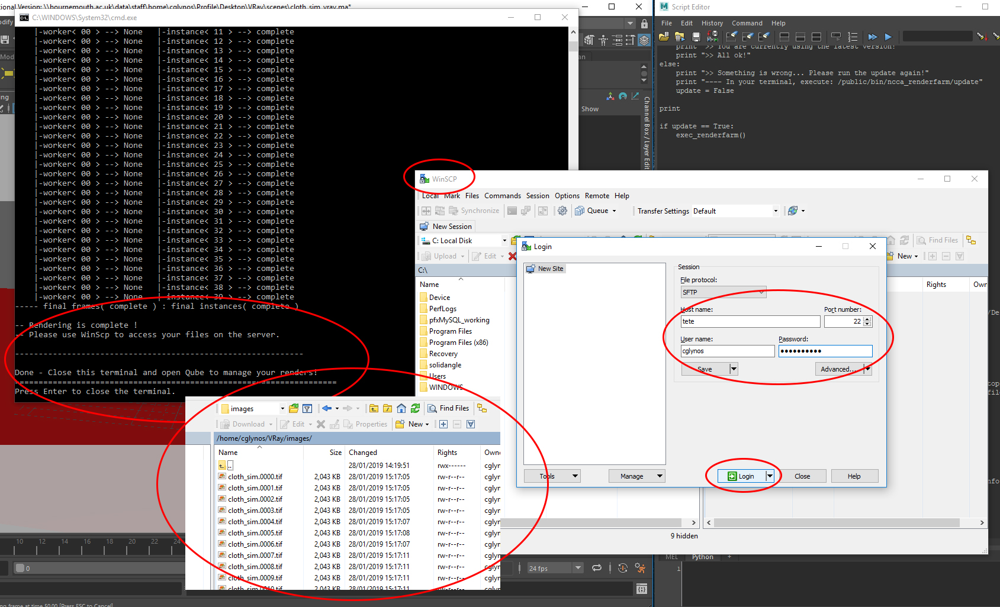 tional Version: \\bournemouth.ac.uk\data\staff\home\cglynos\Profile\Desktop\VRay\scenes\cloth_sim_vray.ma*
C:\WINDOWS\System32\cmd.exe
|-worker< 00 > --> None |-instance< 11 > --> complete
|-worker< 00 > --> None |-instance< 12 > --> complete
|-worker< 00 > --> None |-instance< 13 > --> complete
|-worker< 00 > --> None |-instance< 14 > --> complete
|-worker< 00 > --> None |-instance< 15 > --> complete
|-worker< 00 > --> None |-instance< 16 > --> complete
|-worker< 00 > --> None |-instance< 17 > --> complete
|-worker< 00 > --> None |-instance< 18 > --> complete
|-worker< 00 > --> None |-instance< 19 > --> complete
|-worker< 00 > --> None |-instance< 20 > --> complete
|-worker< 00 > --> None |-instance< 21 > --> complete
|-worker< 00 > --> None |-instance< 22 > --> complete
|-worker< 00 > --> None |-instance< 23 > --> complete
|-worker< 00 > --> None |-instance< 24 > --> complete
|-worker< 00 > --> None |-instance< 25 > --> complete
|-worker< 00 > --> None |-instance< 26 > --> complete
|-worker< 00 > --> None |-instance< 27 > --> complete
|-worker< 00 > --> None |-instance< 28 > --> complete
|-worker< 00 > --> None |-instance< 29 > --> complete
|-worker< 00 > --> None |-instance< 30 > --> complete
|-worker< 00 > --> None |-instance< 31 > --> complete
|-worker< 00 > --> None |-instance< 32 > --> complete
|-worker< 00 > --> None |-instance< 33 > --> complete
|-worker< 00 > --> None |-instance< 34 > --> complete
|-worker< 00 > --> None |-instance< 35 > --> complete
|-worker< 00 > --> None |-instance< 36 > --> complete
|-worker< 00 > --> None |-instance< 37 > --> complete
|-worker< 00 > --> None |-instance< 38 > --> complete
|-worker< 00 > --> None |-instance< 39 > --> complete
----- final frames( complete ) : final instances( complete )
-- Rendering is complete !
-- Please use WinScp to access your files on the server.
-------------------------------------------------------------
Done - Close this terminal and open Qube to manage your renders!
====================================================================
Press Enter to close the terminal.
odify
Mod
ing
an
Show
Channel Box / Layer Edit
Script Editor
File Edit History Command Help
print ">> You are currently using the latest version!"
print ">> All ok!"
else:
print ">> Something is wrong... Please run the update again!"
print "---- In your terminal, execute: /public/bin/ncca_renderfarm/update"
update = False
print
if update == True:
exec_renderfarm()
WinSCP
Local Mark Files Commands Session Options Remote Help
Synchronize Queue Transfer Settings Default
New Session
C: Local Disk Find Files
Upload Edit New
C:\
Name Rights Owr
Device
PerfLogs
pfxMySQL_working
Program Files
Program Files (x86)
Recovery
solidangle
Users
WINDOWS
Login
New Site
Session
File protocol:
SFTP
Host name: Port number:
tete 22
User name: Password:
cglynos ●●●●●●●●●●
Save Advanced...
Tools Manage Login Close Help
9 hidden
/De
top
file
nfo
images Find Files
Download Edit Properties New
/home/cglynos/VRay/images/
Name Size Changed Rights Owne
.. 28/01/2019 14:19:51 rwx------ cglyn
cloth_sim.0000.tif 2,043 KB 28/01/2019 15:17:05 rw-r--r-- cglyn
cloth_sim.0001.tif 2,043 KB 28/01/2019 15:17:05 rw-r--r-- cglyn
cloth_sim.0002.tif 2,043 KB 28/01/2019 15:17:05 rw-r--r-- cglyn
cloth_sim.0003.tif 2,043 KB 28/01/2019 15:17:05 rw-r--r-- cglyn
cloth_sim.0004.tif 2,043 KB 28/01/2019 15:17:07 rw-r--r-- cglyn
cloth_sim.0005.tif 2,043 KB 28/01/2019 15:17:08 rw-r--r-- cglyn
cloth_sim.0006.tif 2,043 KB 28/01/2019 15:17:07 rw-r--r-- cglyn
cloth_sim.0007.tif 2,043 KB 28/01/2019 15:17:11 rw-r--r-- cglyn
cloth_sim.0008.tif 2,043 KB 28/01/2019 15:17:11 rw-r--r-- cglyn
cloth_sim.0009.tif 2,043 KB 28/01/2019 15:17:11 rw-r--r-- cglyn
cloth_sim.0010.tif 2,043 KB 28/01/2019 15:17:11 rw-r--r-- cglyn
10 12 14 16 18 20 22 24
0
24 fps
MEL Python +
1
ng frame at time 50.00 [Press ESC to Cancel]